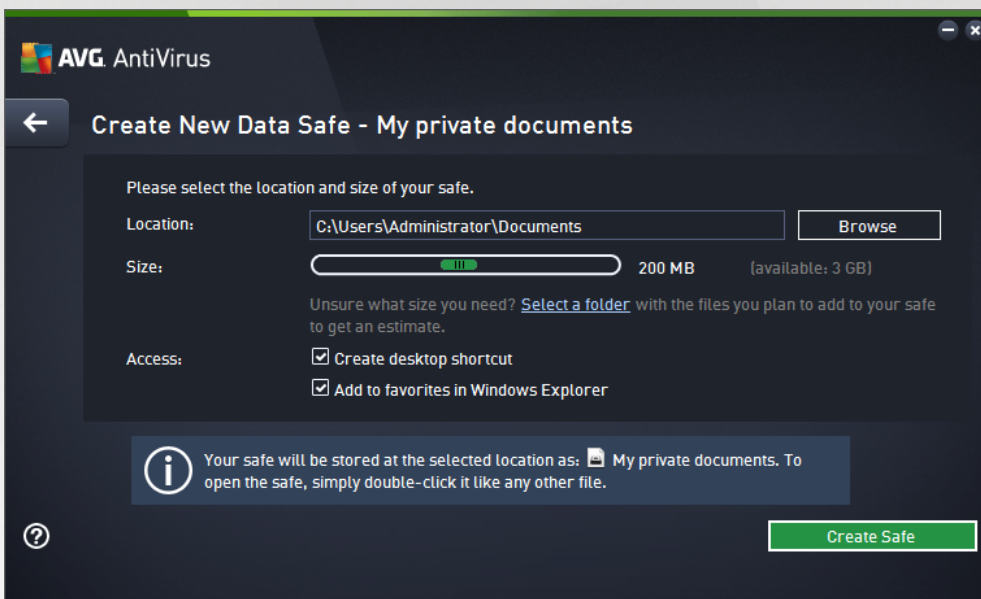 AVG. AntiVirus
Create New Data Safe - My private documents
Please select the location and size of your safe.
Location:
C:\Users\Administrator\Documents
Browse
Size:
200 MB
(available: 3 GB)
Unsure what size you need? Select a folder with the files you plan to add to your safe
to get an estimate.
Access:
Create desktop shortcut
Add to favorites in Windows Explorer
Your safe will be stored at the selected location as: My private documents. To
open the safe, simply double-click it like any other file.
?
Create Safe